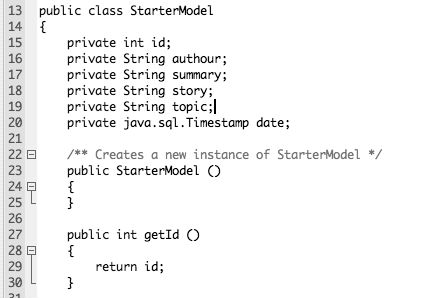 13 public class StarterModel
14 {
15     private int id;
16     private String authour;
17     private String summary;
18     private String story;
19     private String topic;
20     private java.sql.Timestamp date;
21
22     /** Creates a new instance of StarterModel */
23     public StarterModel ()
24     {
25     }
26
27     public int getId ()
28     {
29         return id;
30     }
31